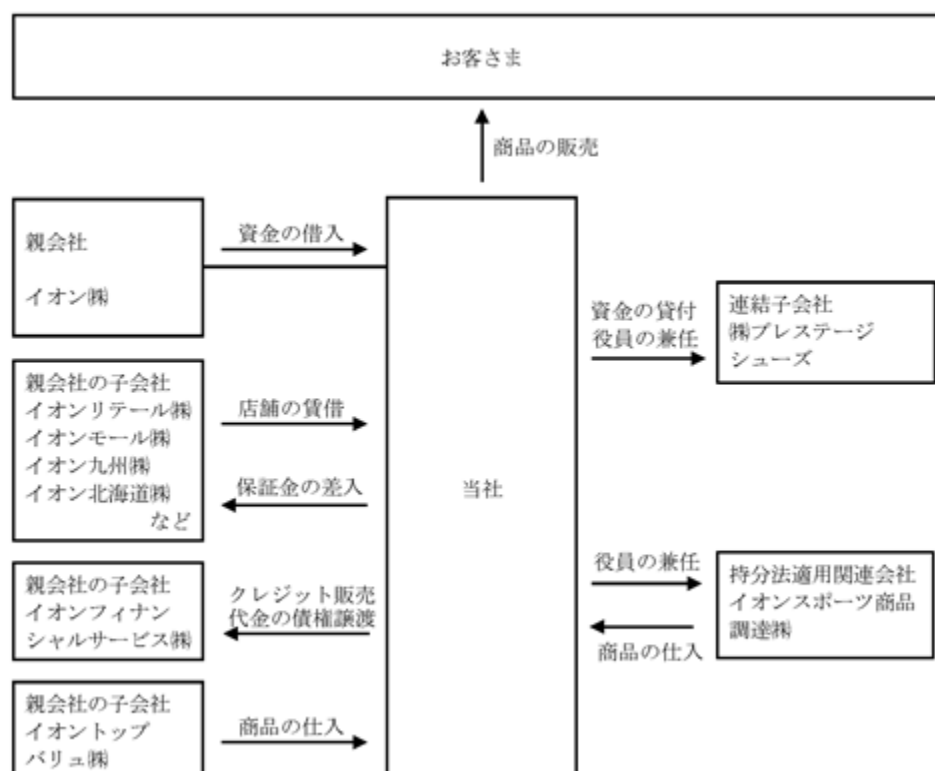 お客さま
商品の販売
親会社
イオン㈱
資金の借入
当社
資金の貸付
役員の兼任
連結子会社
㈱プレステージ
シューズ
親会社の子会社
イオンリテール㈱
イオンモール㈱
イオン九州㈱
イオン北海道㈱
など
店舗の賃借
保証金の差入
親会社の子会社
イオンフィナン
シャルサービス㈱
クレジット販売
代金の債権譲渡
役員の兼任
商品の仕入
持分法適用関連会社
イオンスポーツ商品
調達㈱
親会社の子会社
イオントップ
バリュ㈱
商品の仕入